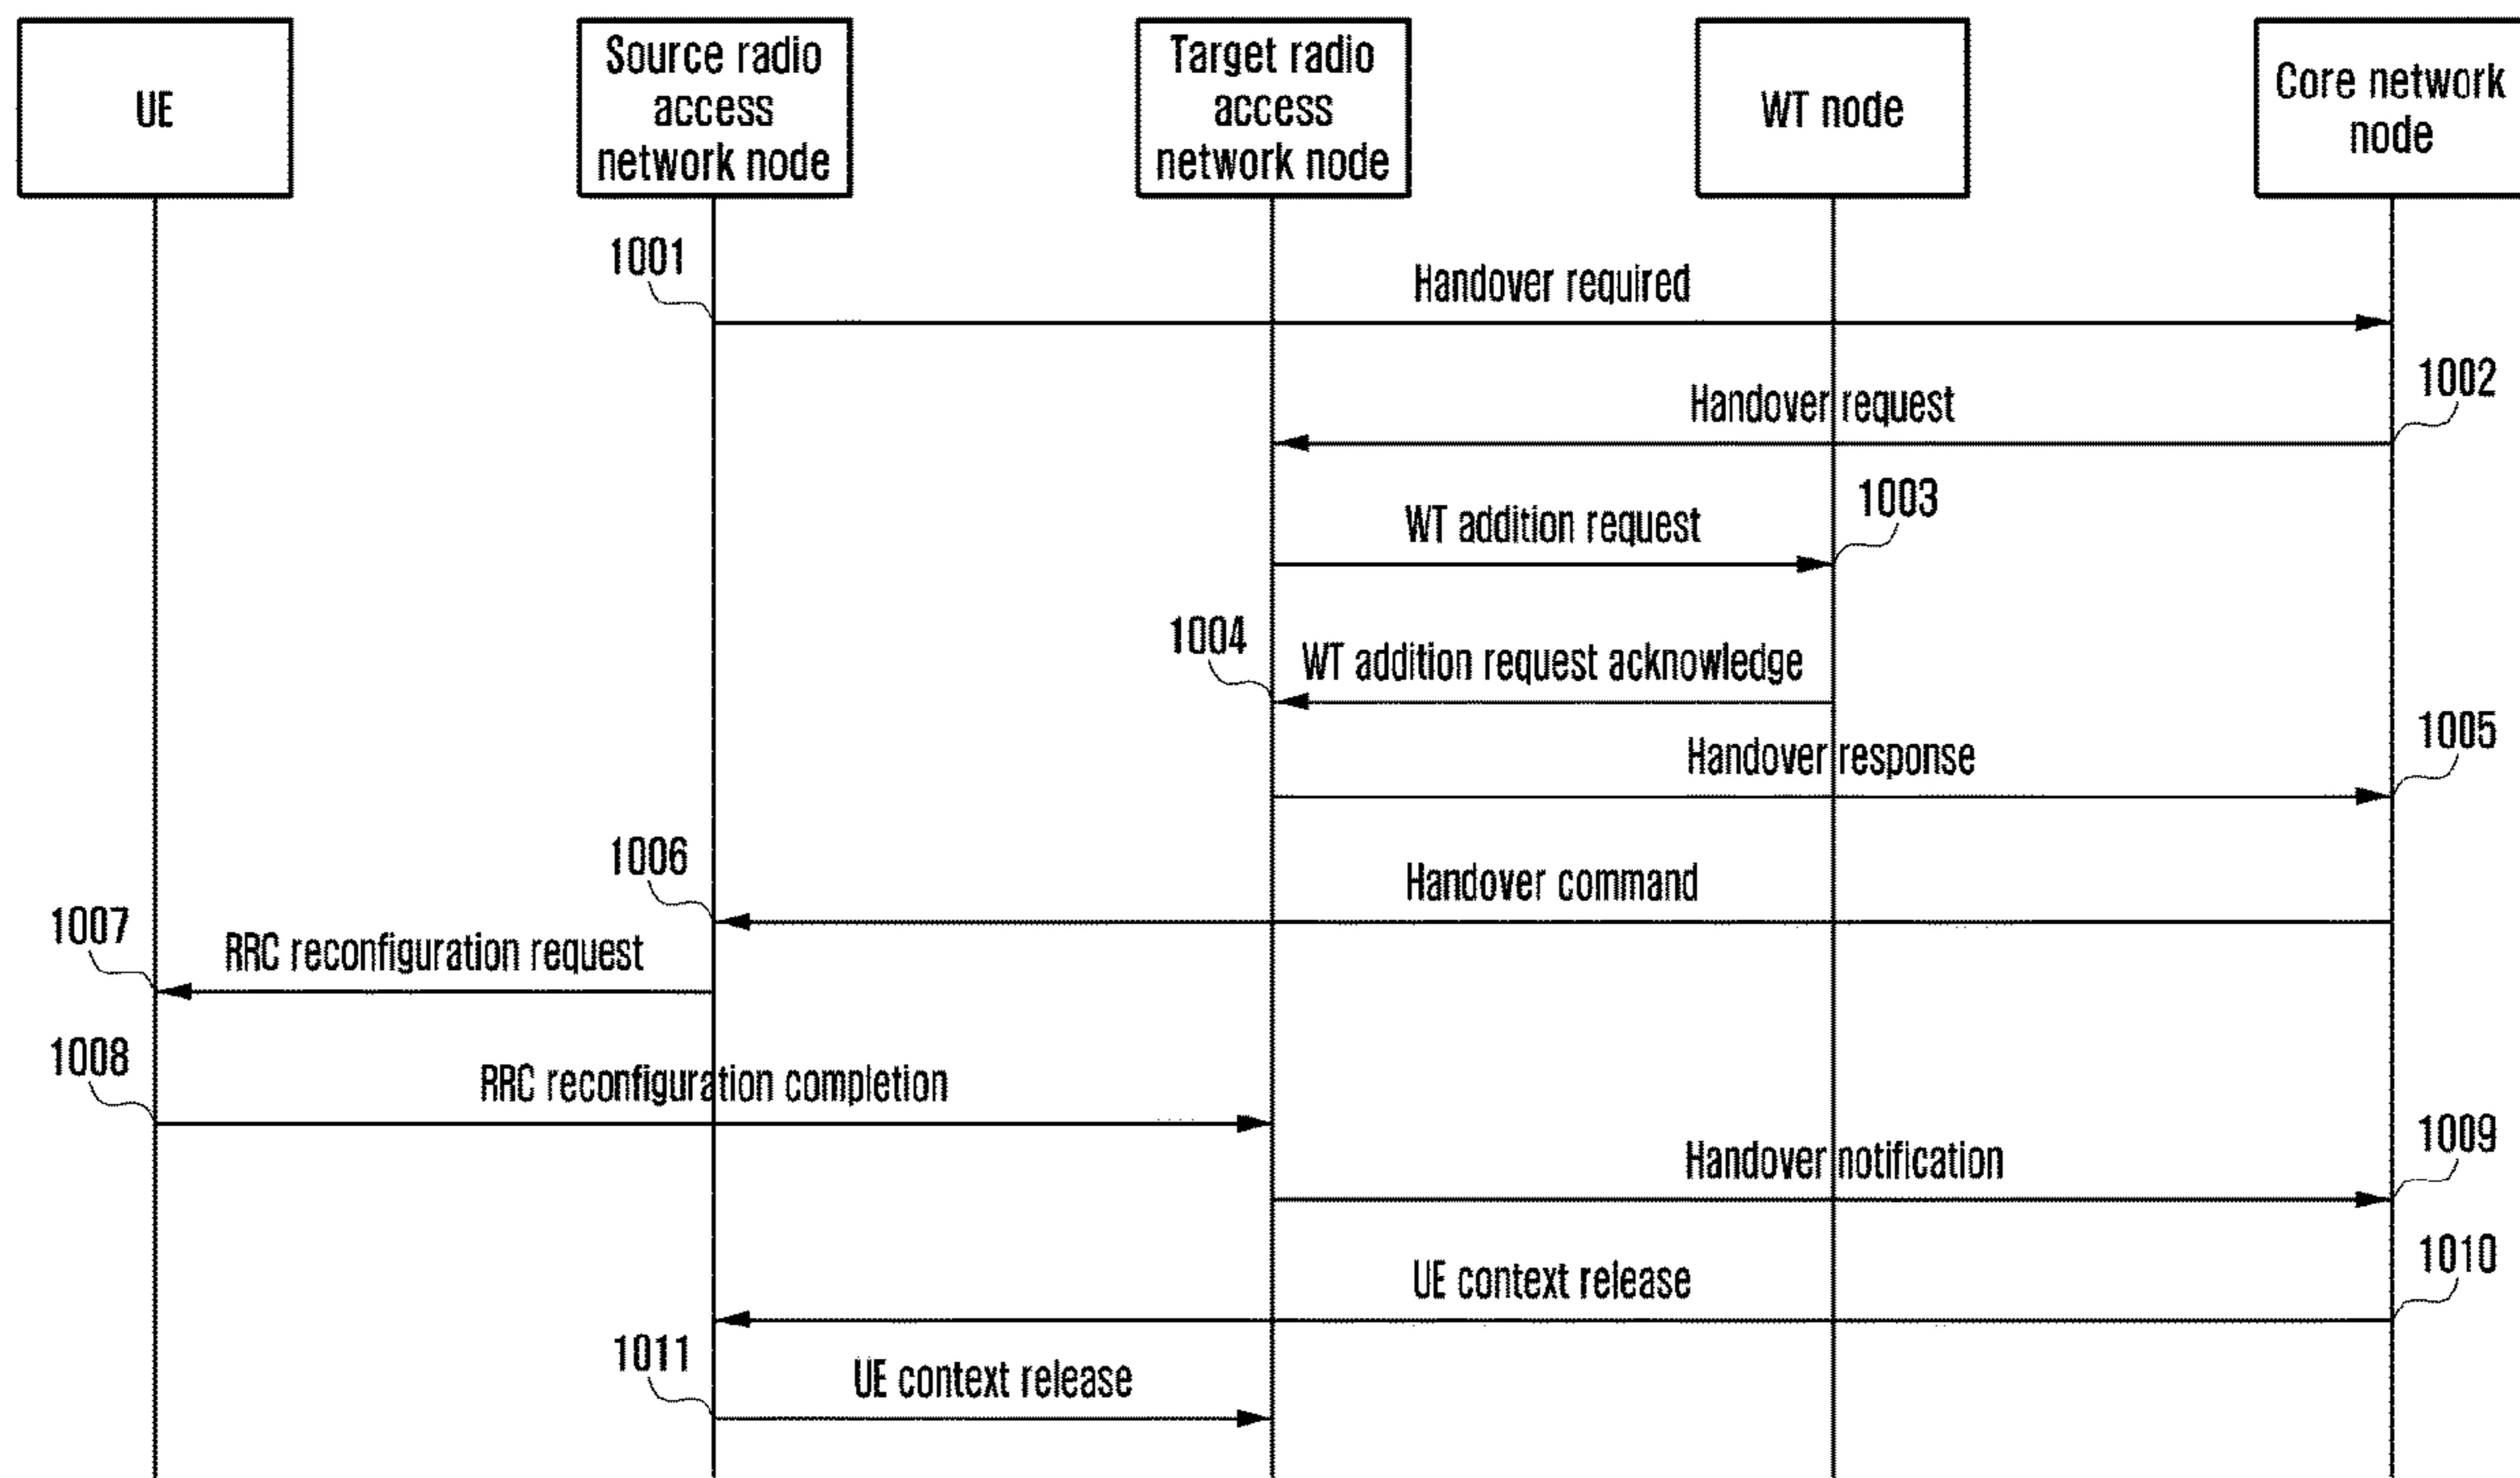 UE
Source radio
access
network node
Target radio
access
network node
WT node
Core network
node
1001
Handover required
1002
Handover request
1003
WT addition request
1004
WT addition request acknowledge
1005
Handover response
1006
Handover command
1007
RRC reconfiguration request
1008
RRC reconfiguration completion
1009
Handover notification
1010
UE context release
1011
UE context release